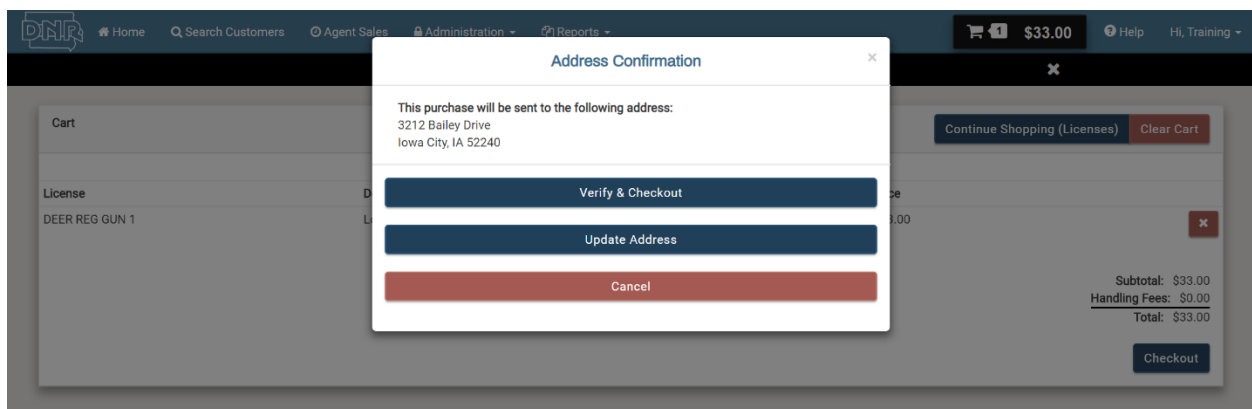 DNR Home Search Customers Agent Sales Administration Reports 1 $33.00 Help Hi, Training
Address Confirmation ×
This purchase will be sent to the following address:
3212 Bailey Drive
Iowa City, IA 52240
Cart Continue Shopping (Licenses) Clear Cart
Verify & Checkout
License
DEER REG GUN 1
Update Address
Cancel
Subtotal: $33.00
Handling Fees: $0.00
Total: $33.00
Checkout